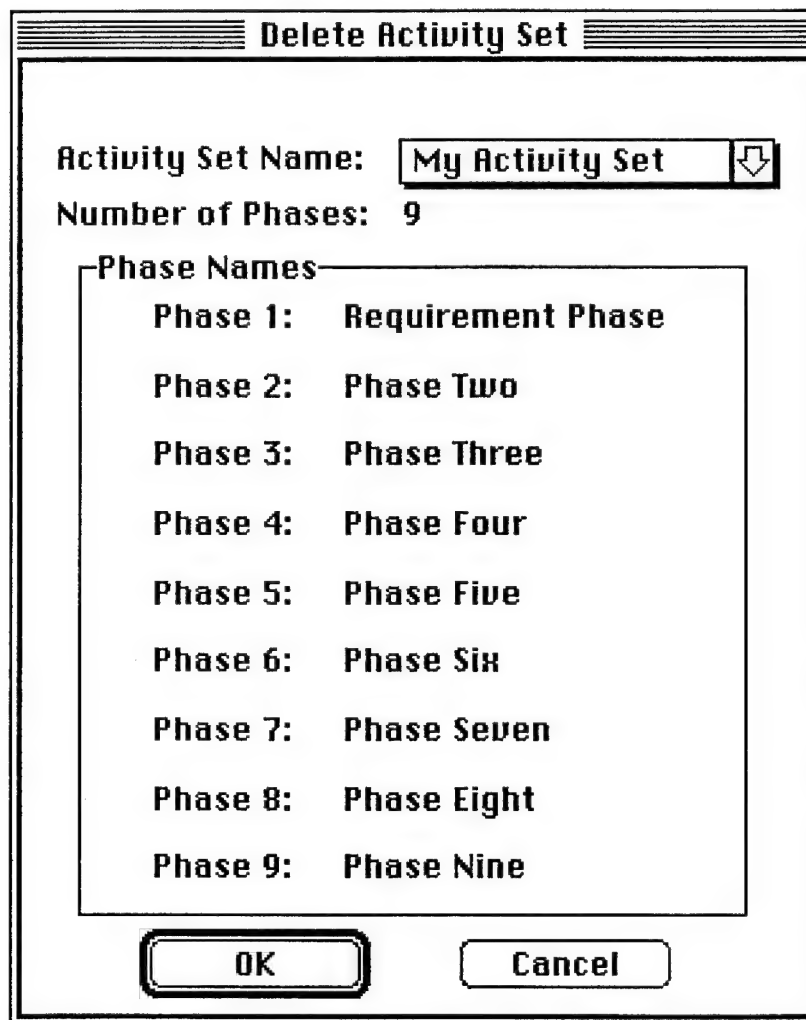 Delete Activity Set
Activity Set Name: My Activity Set
Number of Phases: 9
Phase Names
Phase 1: Requirement Phase
Phase 2: Phase Two
Phase 3: Phase Three
Phase 4: Phase Four
Phase 5: Phase Five
Phase 6: Phase Six
Phase 7: Phase Seven
Phase 8: Phase Eight
Phase 9: Phase Nine
OK Cancel